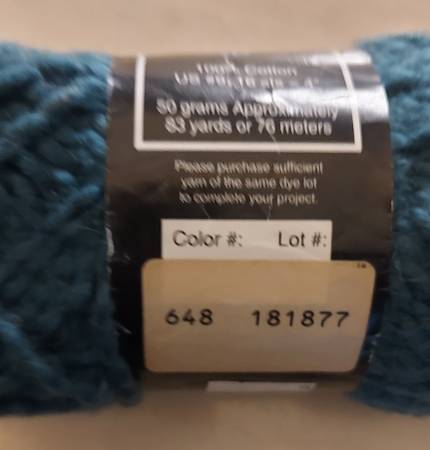 100% Cotton
US
50 grams Approximately
83 yards or 76 meters
Please purchase sufficient
yarn of the same dye lot
to complete your project.
Color #: Lot #:
648 181877